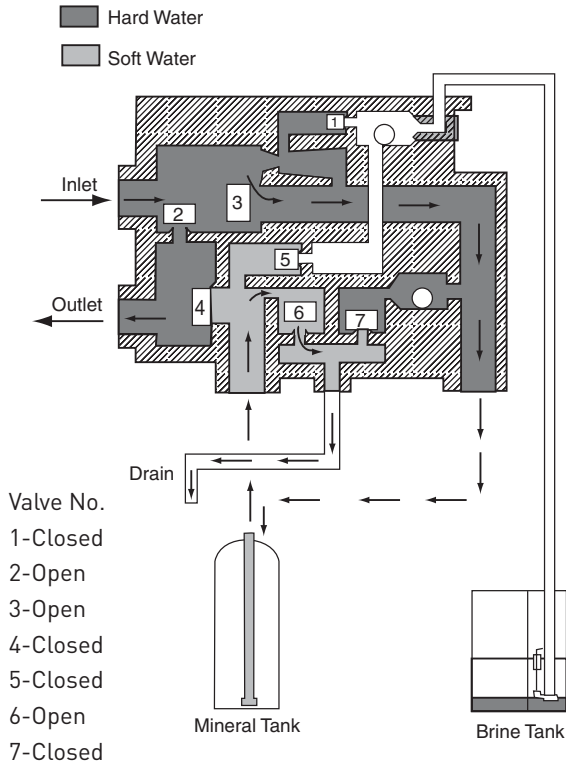 Hard Water
Soft Water
1
Inlet
2
3
5
Outlet
4
6
7
Drain
Valve No.
1-Closed
2-Open
3-Open
4-Closed
5-Closed
6-Open
7-Closed
Mineral Tank
Brine Tank